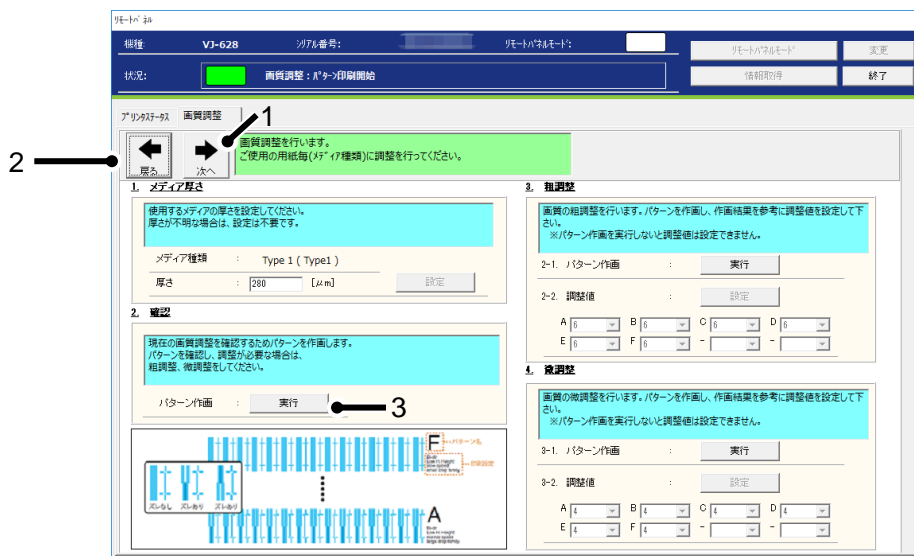 リモートパネル
機種: VJ-628 シリアル番号: リモートパネルモード:
リモートパネルモード 変更
状況: 画質調整:パターン印刷開始
情報取得 終了
プリンタステータス 画質調整
1
2
戻る 次へ
画質調整を行います。
ご使用の用紙毎(メディア種類)に調整を行ってください。
1. メディア厚さ
使用するメディアの厚さを設定してください。
厚さが不明な場合は、設定は不要です。
メディア種類 : Type 1 ( Type1 )
厚さ : 280 [μm] 設定
2. 確認
現在の画質調整を確認するためパターンを作画します。
パターンを確認し、調整が必要な場合は、
粗調整、微調整をしてください。
パターン作画 : 実行
3
F パターン名
印刷設定
ズレなし ズレあり ズレあり
A
3. 粗調整
画質の粗調整を行います。パターンを作画し、作画結果を参考に調整値を設定して下
さい。
※パターン作画を実行しないと調整値は設定できません。
2-1. パターン作画 : 実行
2-2. 調整値 : 設定
A 6 B 6 C 6 D 6
E 6 F 6 - -
4. 微調整
画質の微調整を行います。パターンを作画し、作画結果を参考に調整値を設定して下
さい。
※パターン作画を実行しないと調整値は設定できません。
3-1. パターン作画 : 実行
3-2. 調整値 : 設定
A 4 B 4 C 4 D 4
E 4 F 4 - -